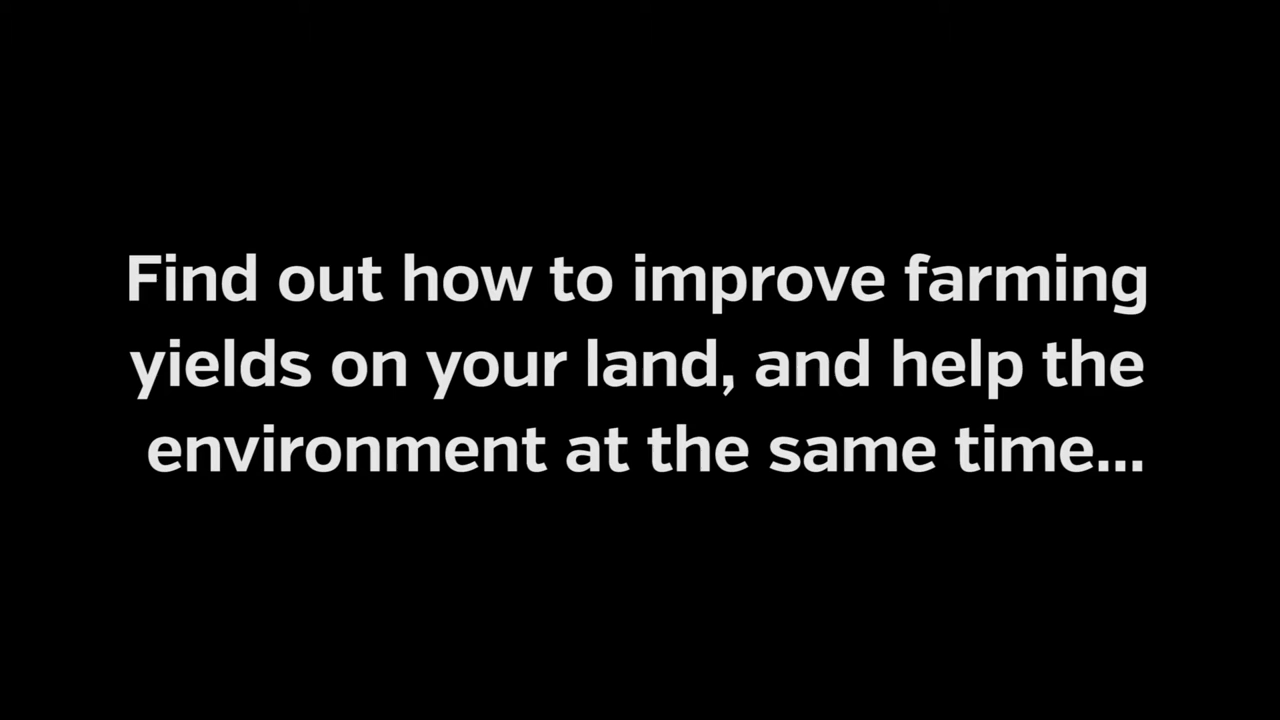 Find out how to improve farming
yields on your land, and help the
environment at the same time...